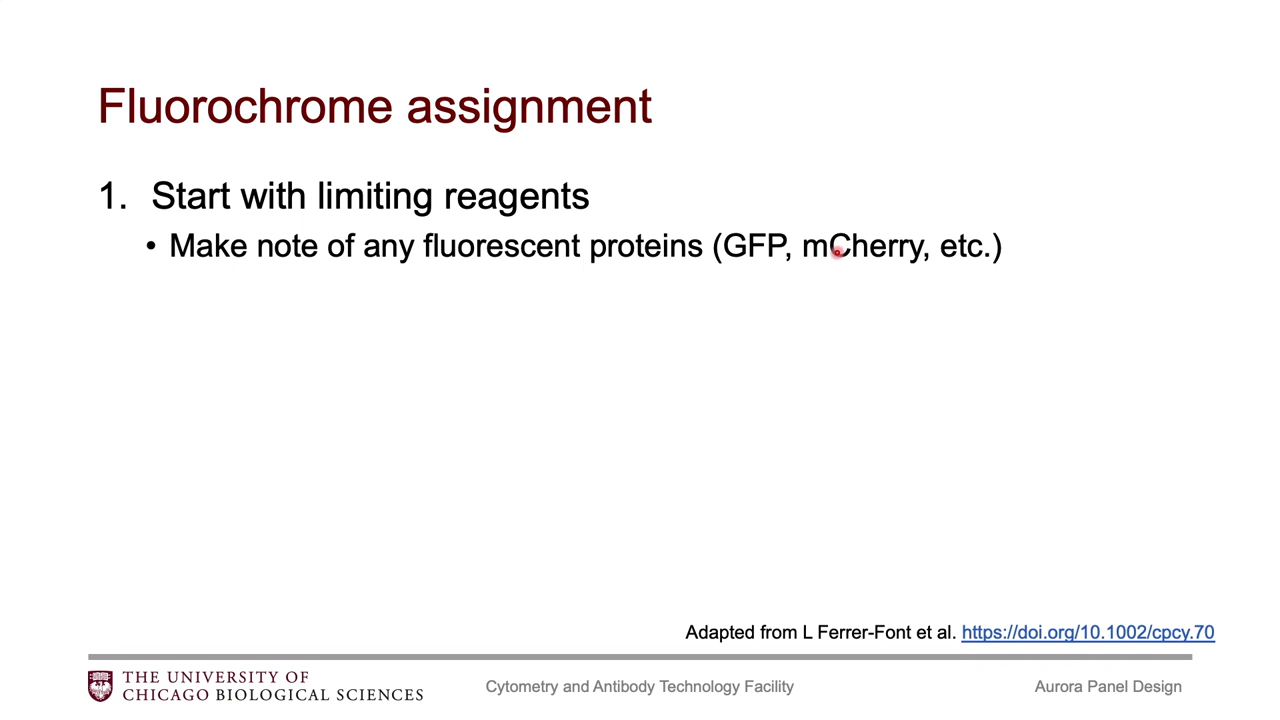 Fluorochrome assignment
1. Start with limiting reagents
• Make note of any fluorescent proteins (GFP, mCherry, etc.)
Adapted from L Ferrer-Font et al. https://doi.org/10.1002/cpcy.70
THE UNIVERSITY OF
CHICAGO BIOLOGICAL SCIENCES
Cytometry and Antibody Technology Facility
Aurora Panel Design